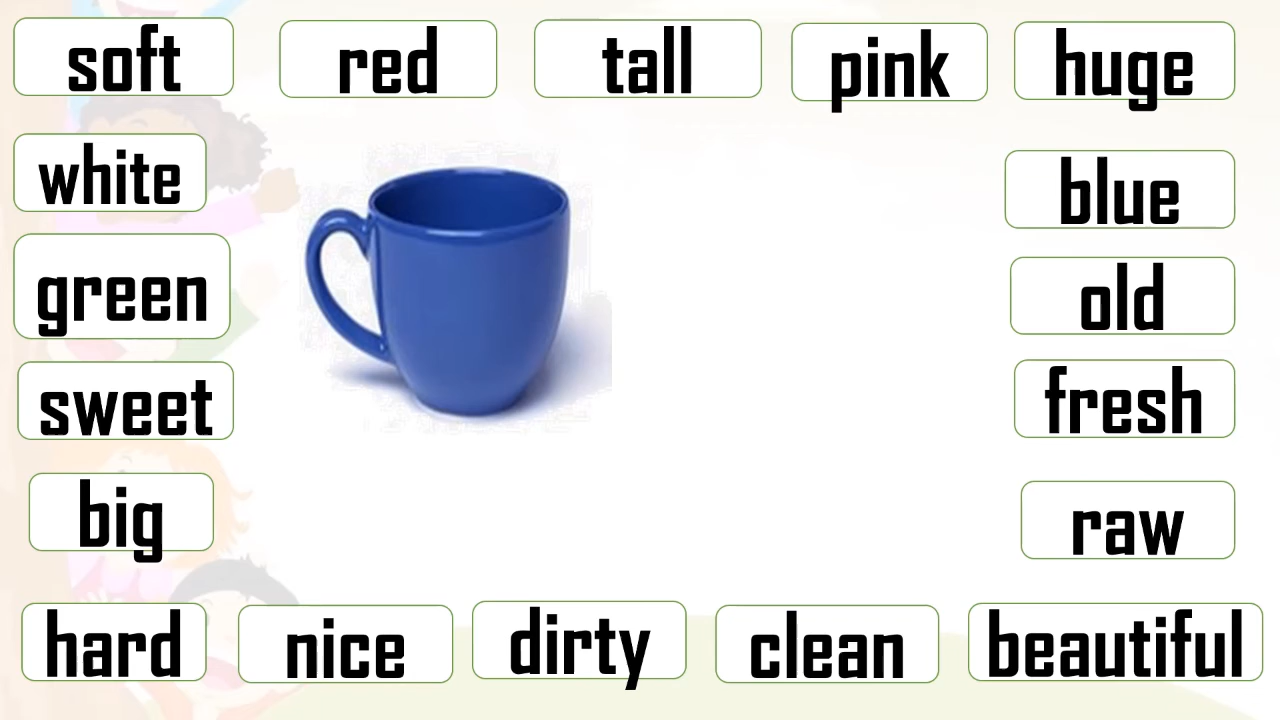 soft
red
tall
pink
huge
white
blue
green
old
sweet
fresh
big
raw
hard
nice
dirty
clean
beautiful